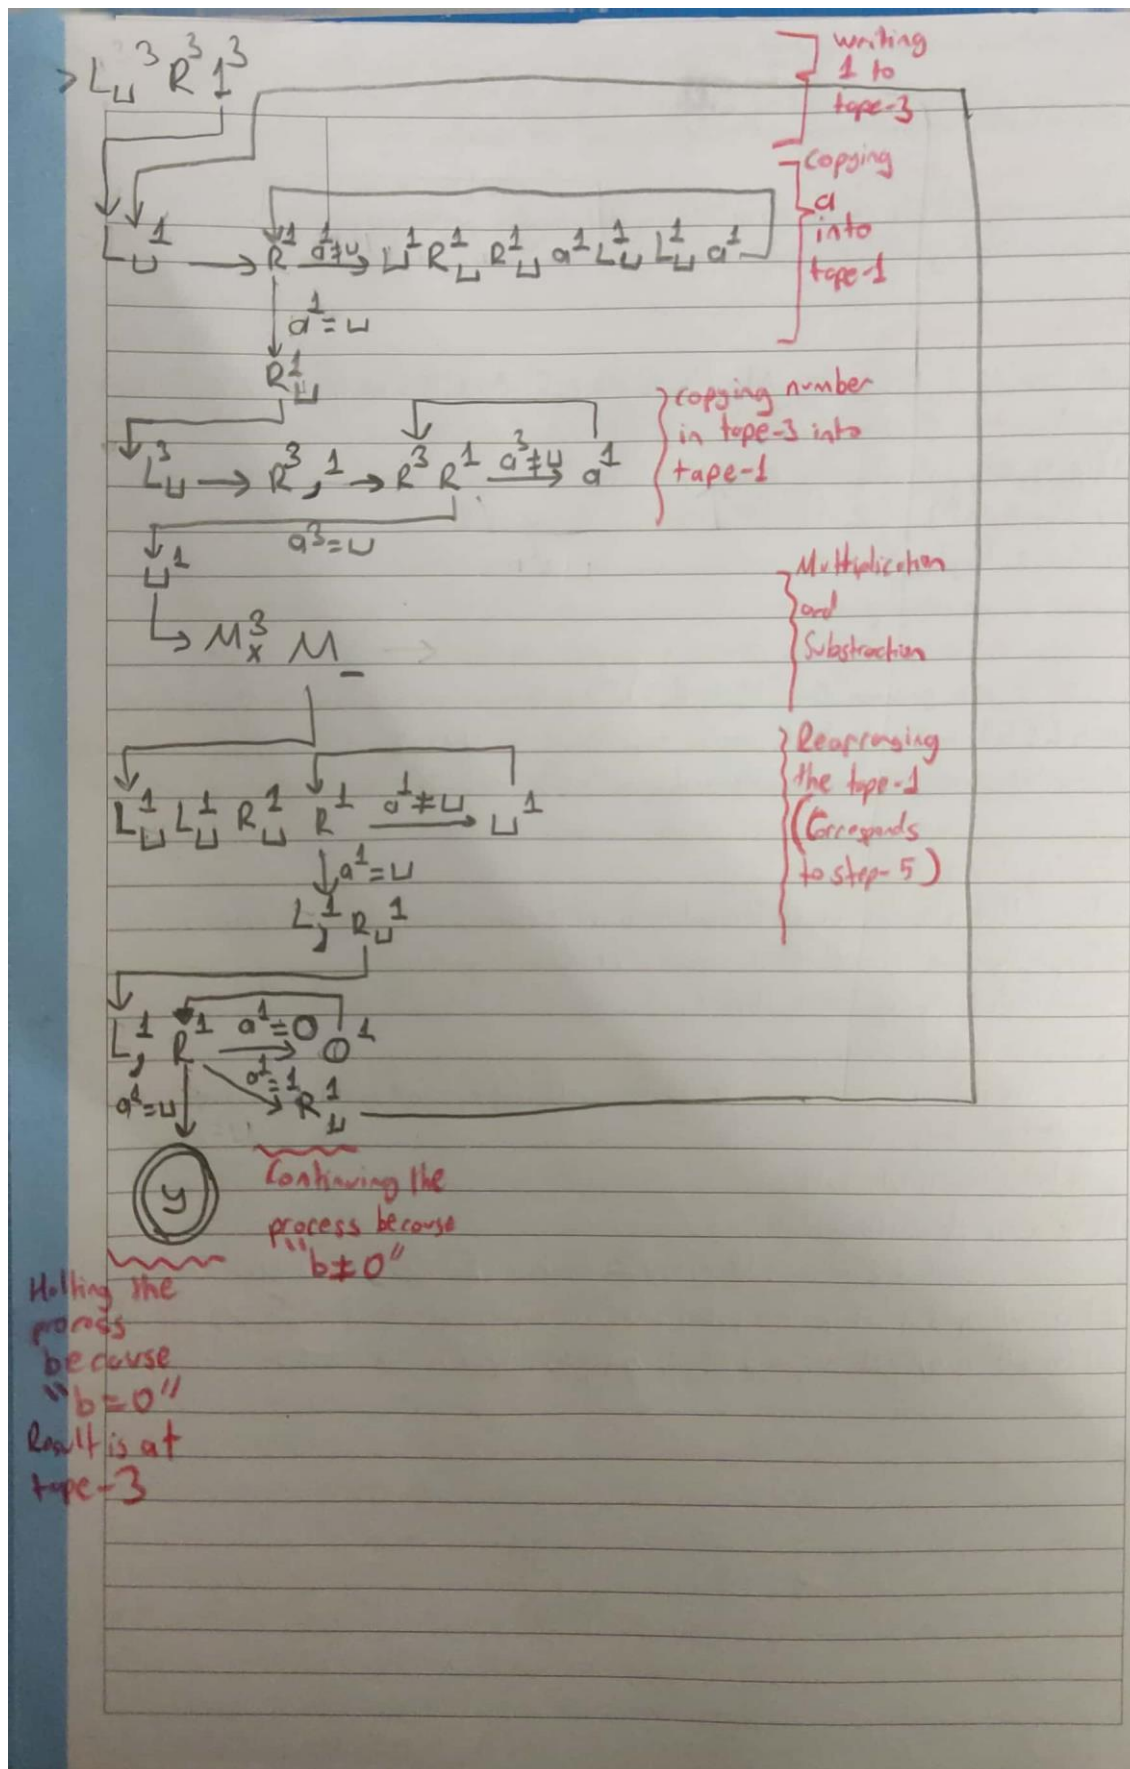 > L⊔³ R³ 1³
writing
1 to
tape-3
copying
a
into
tape-1
L⊔¹ → R¹ a¹≠⊔ → ⊔¹ R⊔¹ R⊔¹ a¹ L⊔¹ L⊔¹ a¹
a¹=⊔
R⊔¹
copying number
in tape-3 into
tape-1
L⊔³ → R³,¹ → R³ R¹ a³≠⊔ → a¹
a³=⊔
⊔¹
Multiplication
and
Substraction
→ Mx³ M_
Rearranging
the tape-1
(Corresponds
to step-5)
L⊔¹ L⊔¹ R⊔¹ R¹ a¹≠⊔ → ⊔¹
a¹=⊔
L,¹ R⊔¹
L,¹ R¹ a¹=0 → 0¹
a¹=⊔ a¹=1 R⊔¹
y
Continuing the
process because
"b≠0"
Halting the
process
because
"b=0"
Result is at
tape-3